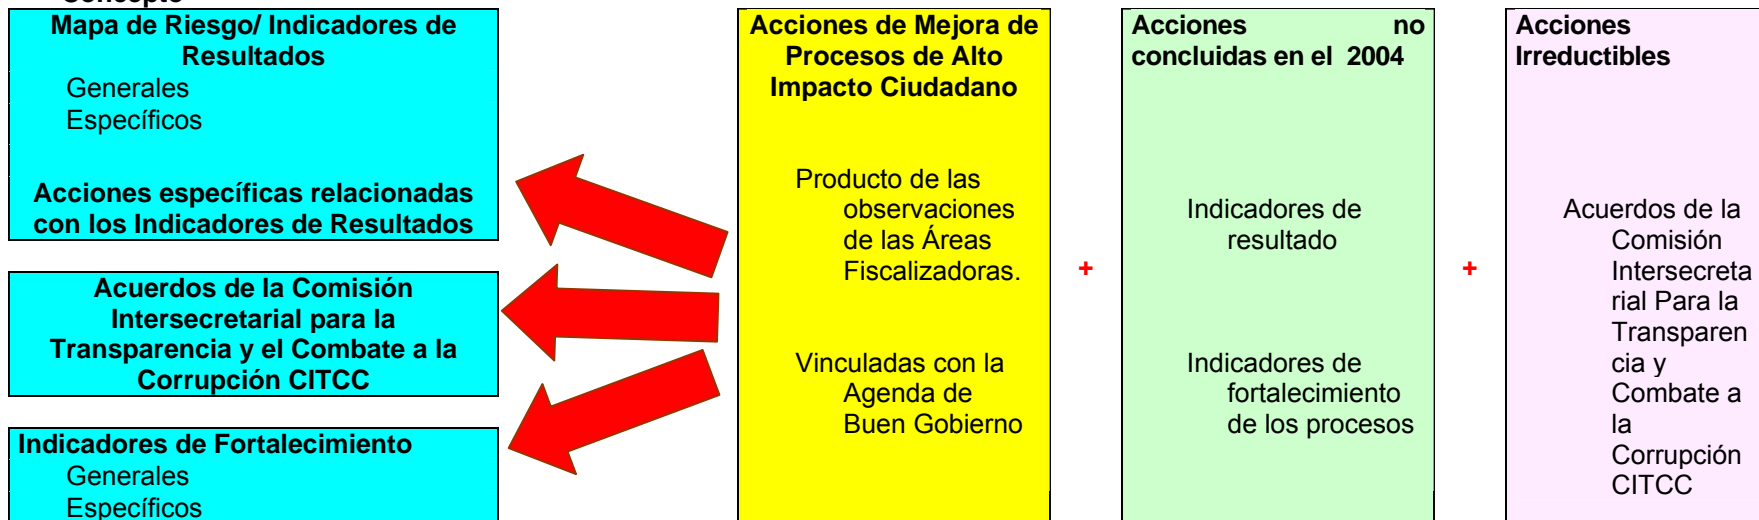 Concepto
Mapa de Riesgo/ Indicadores de
Resultados
Generales
Específicos
Acciones específicas relacionadas
con los Indicadores de Resultados
Acuerdos de la Comisión
Intersecretarial para la
Transparencia y el Combate a la
Corrupción CITCC
Indicadores de Fortalecimiento
Generales
Específicos
Acciones de Mejora de
Procesos de Alto
Impacto Ciudadano
Producto de las
observaciones
de las Áreas
Fiscalizadoras.
Vinculadas con la
Agenda de
Buen Gobierno
+
Acciones no
concluidas en el 2004
Indicadores de
resultado
Indicadores de
fortalecimiento
de los procesos
+
Acciones
Irreductibles
Acuerdos de la
Comisión
Intersecreta
rial Para la
Transparen
cia y
Combate a
la
Corrupción
CITCC